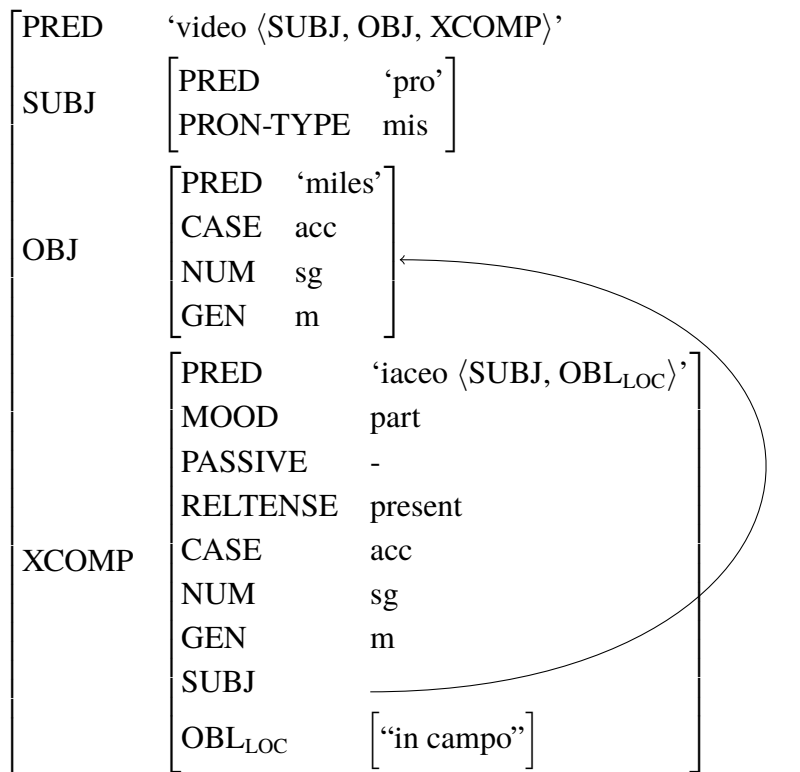 PRED ‘video ⟨SUBJ, OBJ, XCOMP⟩’
SUBJ
PRED ‘pro’
PRON-TYPE mis
OBJ
PRED ‘miles’
CASE acc
NUM sg
GEN m
XCOMP
PRED ‘iaceo ⟨SUBJ, OBL_LOC⟩’
MOOD part
PASSIVE -
RELTENSE present
CASE acc
NUM sg
GEN m
SUBJ
OBL_LOC “in campo”